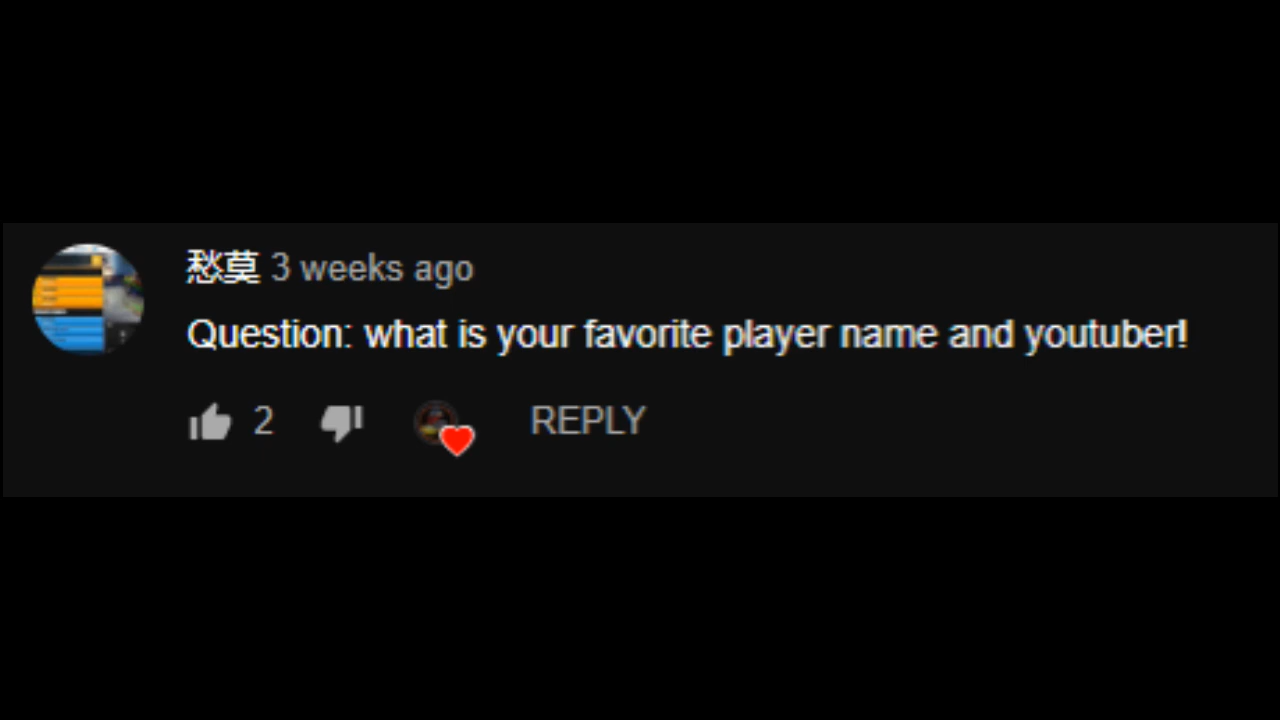 愁莫 3 weeks ago
Question: what is your favorite player name and youtuber!
2 REPLY